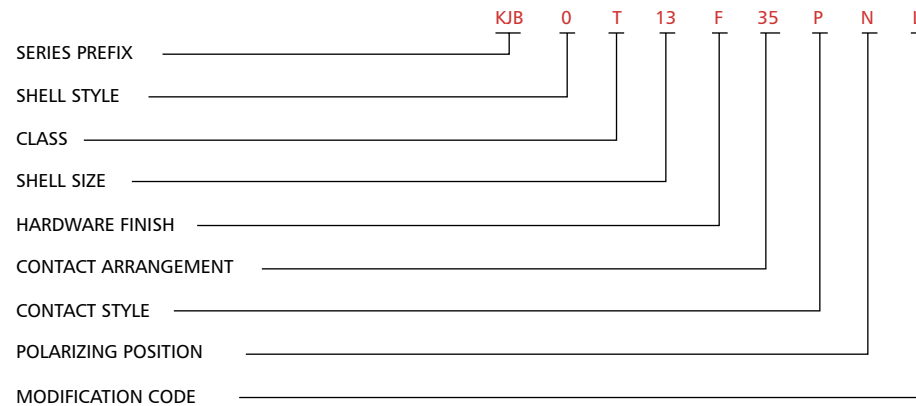 KJB 0 T 13 F 35 P N
SERIES PREFIX
SHELL STYLE
CLASS
SHELL SIZE
HARDWARE FINISH
CONTACT ARRANGEMENT
CONTACT STYLE
POLARIZING POSITION
MODIFICATION CODE